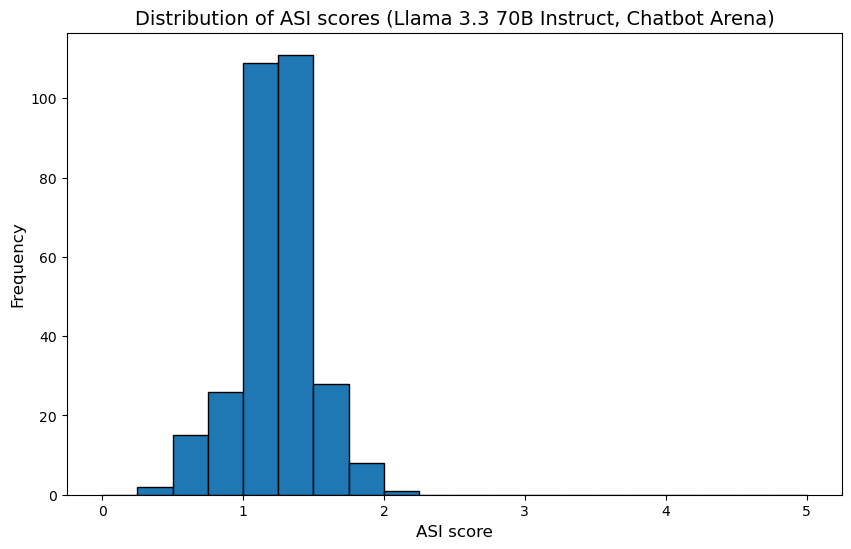 Distribution of ASI scores (Llama 3.3 70B Instruct, Chatbot Arena)
Frequency
100
80
60
40
20
0
0 1 2 3 4 5
ASI score